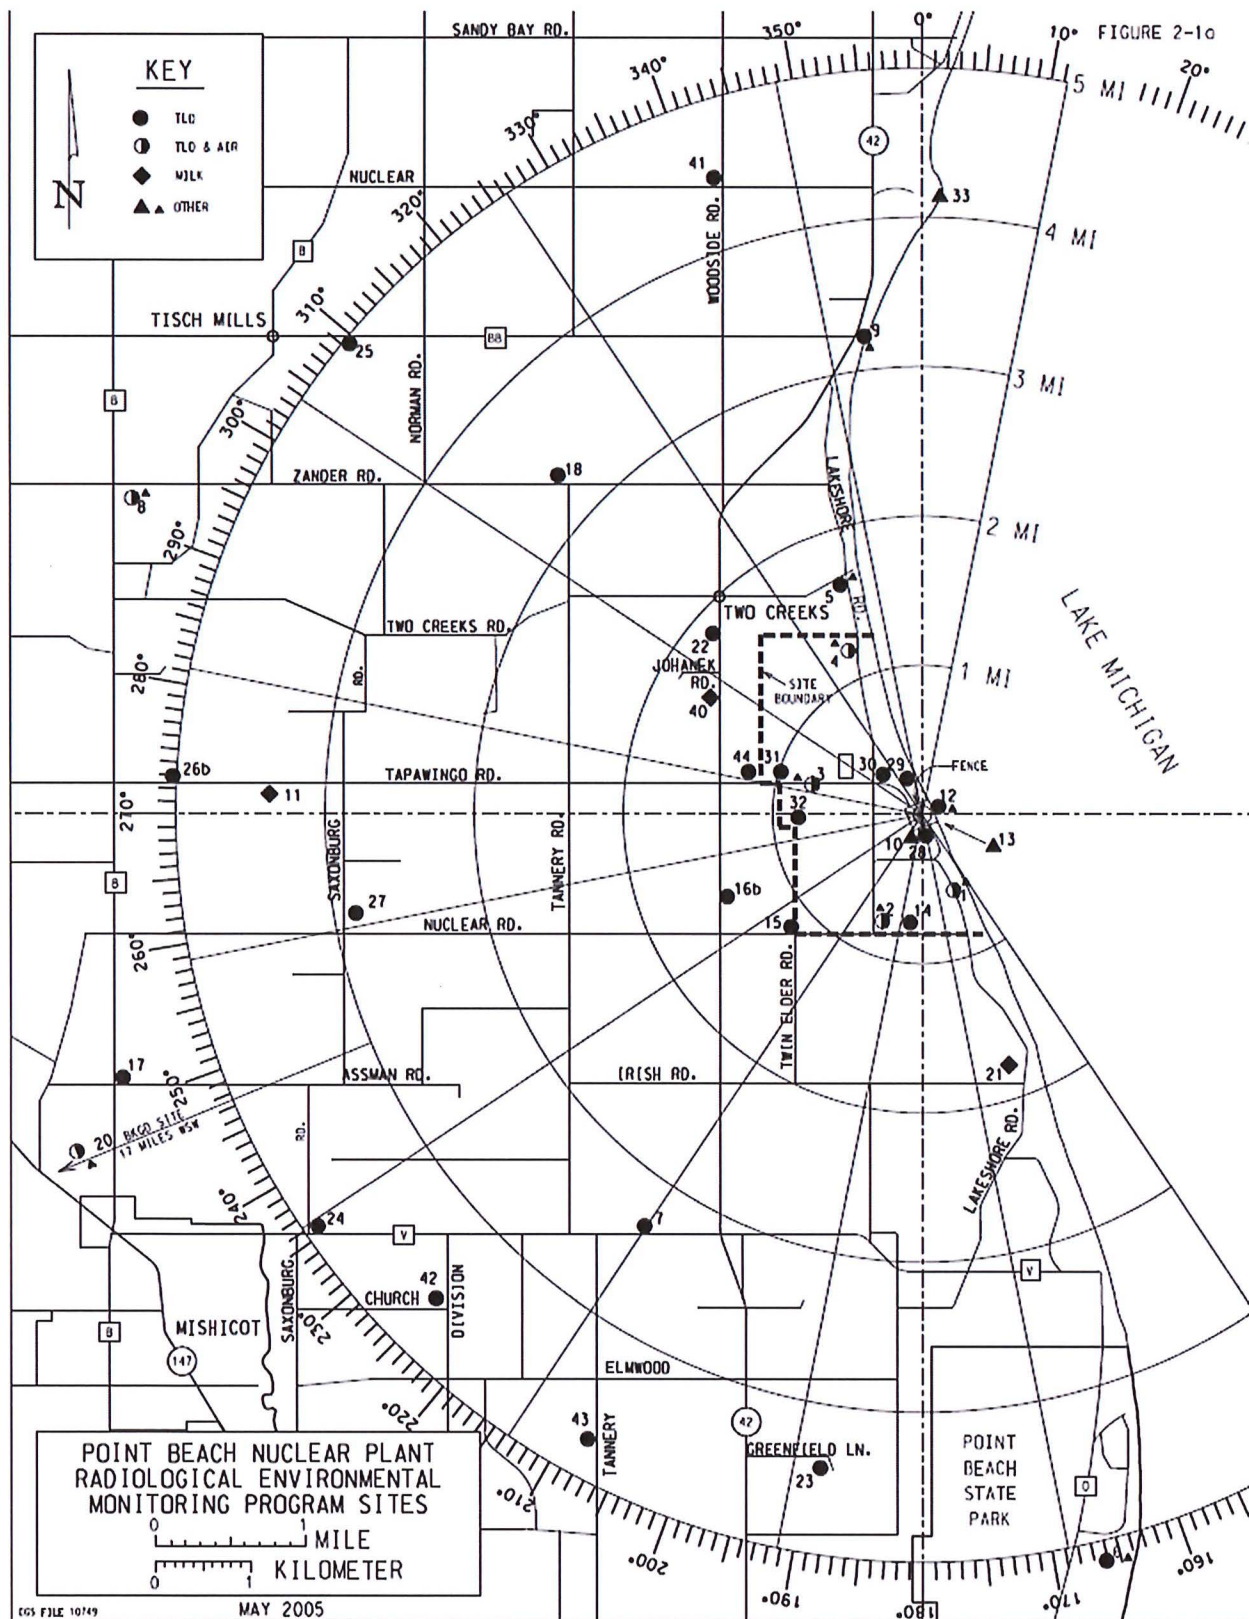 SANDY BAY RD.
0°
350°
10°
FIGURE 2-1a
340°
20°
KEY
5 MI
TLD
330°
TLD & AIR
42
N
MILK
41
NUCLEAR
OTHER
320°
33
4 MI
B
WOODSIDE RD.
310°
TISCH MILLS
25
BB
9
NORMAN RD.
3 MI
B
300°
ZANDER RD.
18
LAKESHORE
RD.
8
290°
2 MI
5
TWO CREEKS
TWO CREEKS RD.
22
4
LAKE MICHIGAN
JOHANEK
RD.
280°
RD.
SITE
BOUNDARY
1 MI
40
26b
TAPAWINGO RD.
44
31
3
30
29
FENCE
11
12
270°
32
13
SAXONBURG
TANNERY RD.
10
28
B
16b
1
27
NUCLEAR RD.
15
2
14
260°
TWIN ELDER RD.
17
250°
ASSMAN RD.
IRISH RD.
21
20
BKGD SITE
17 MILES WSW
RD.
LAKESHORE RD.
240°
24
V
7
V
42
CHURCH
DIVISION
SAXONBURG
230°
B
MISHICOT
147
ELMWOOD
220°
43
TANNERY
42
GREENFIELD LN.
23
POINT
BEACH
STATE
PARK
210°
POINT BEACH NUCLEAR PLANT
RADIOLOGICAL ENVIRONMENTAL
MONITORING PROGRAM SITES
0 1
MILE
KILOMETER
0 1
200°
190°
180°
170°
160°
MAY 2005